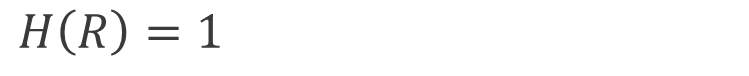 H(R) = 1